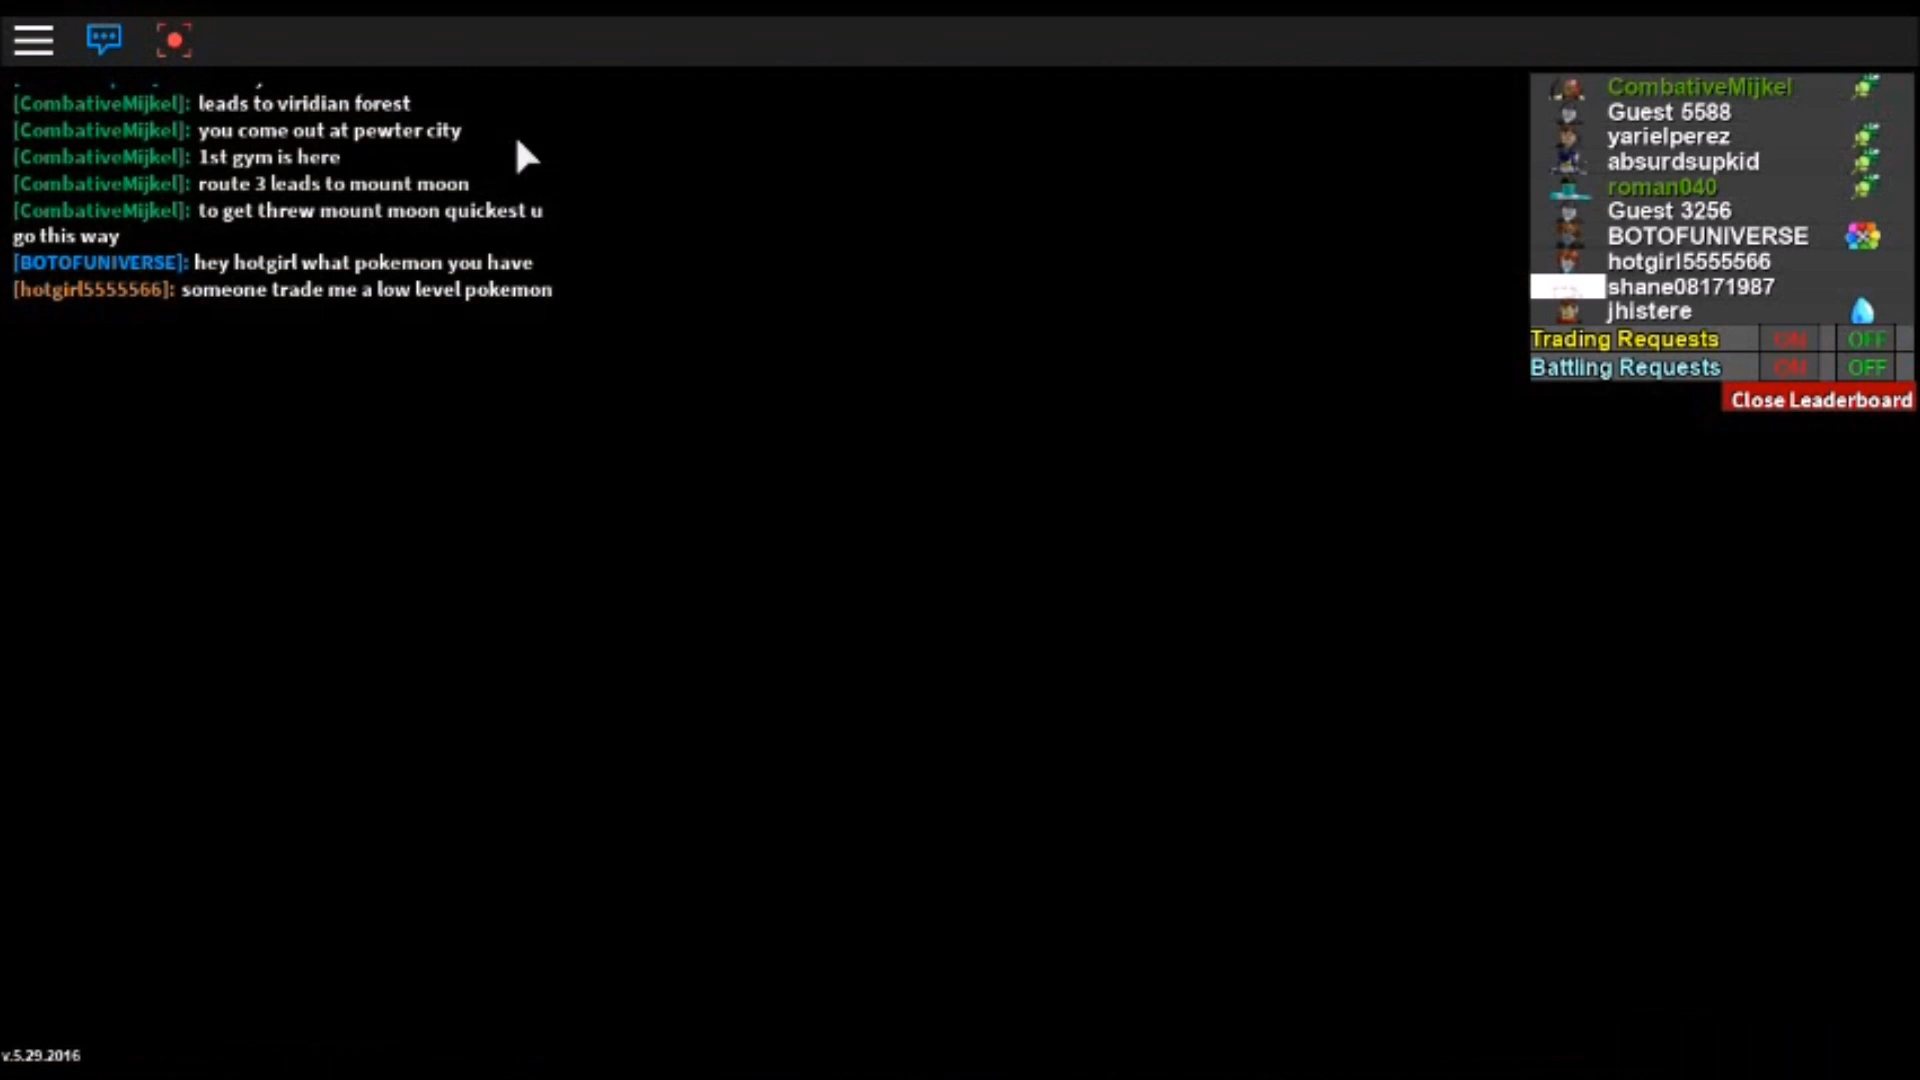 [CombativeMijkel]: leads to viridian forest
[CombativeMijkel]: you come out at pewter city
[CombativeMijkel]: 1st gym is here
[CombativeMijkel]: route 3 leads to mount moon
[CombativeMijkel]: to get threw mount moon quickest u
go this way
[BOTOFUNIVERSE]: hey hotgirl what pokemon you have
[hotgirl5555566]: someone trade me a low level pokemon
CombativeMijkel
Guest 5588
yarielperez
absurdsupkid
roman040
Guest 3256
BOTOFUNIVERSE
hotgirl5555566
shane08171987
jhistere
Trading Requests ON OFF
Battling Requests ON OFF
Close Leaderboard
v.5.29.2016